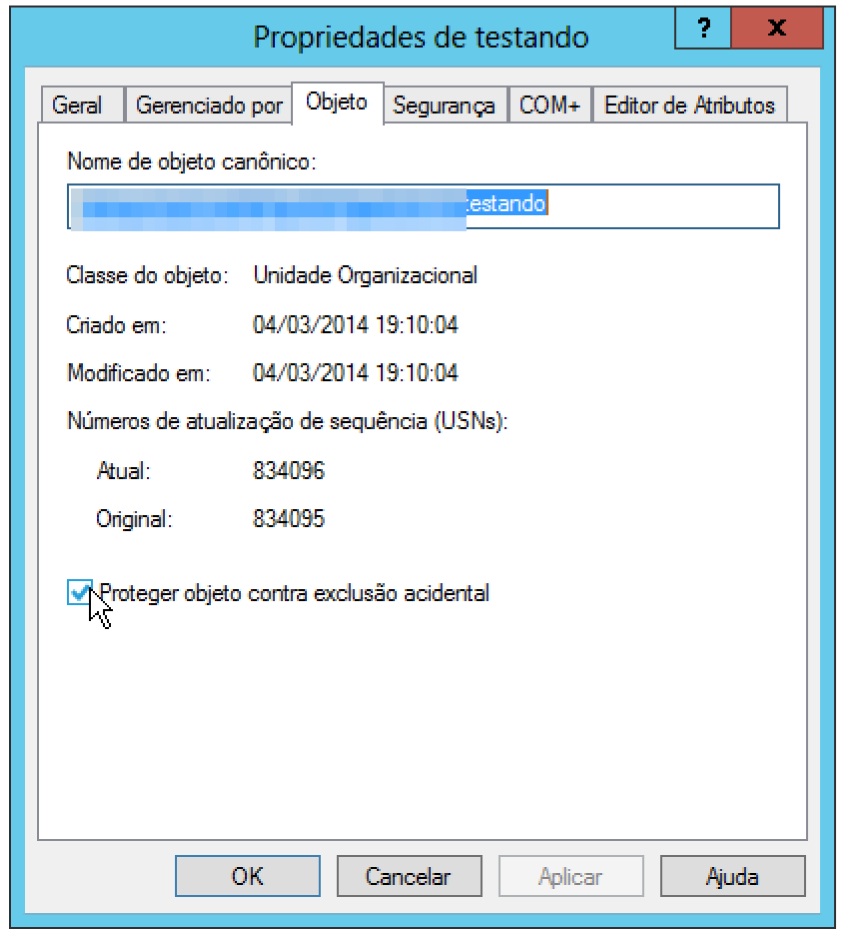 Propriedades de testando
? x
Geral Gerenciado por Objeto Segurança COM+ Editor de Atributos
Nome de objeto canônico:
testando
Classe do objeto: Unidade Organizacional
Criado em: 04/03/2014 19:10:04
Modificado em: 04/03/2014 19:10:04
Números de atualização de sequência (USNs):
Atual: 834096
Original: 834095
Proteger objeto contra exclusão acidental
OK Cancelar Aplicar Ajuda